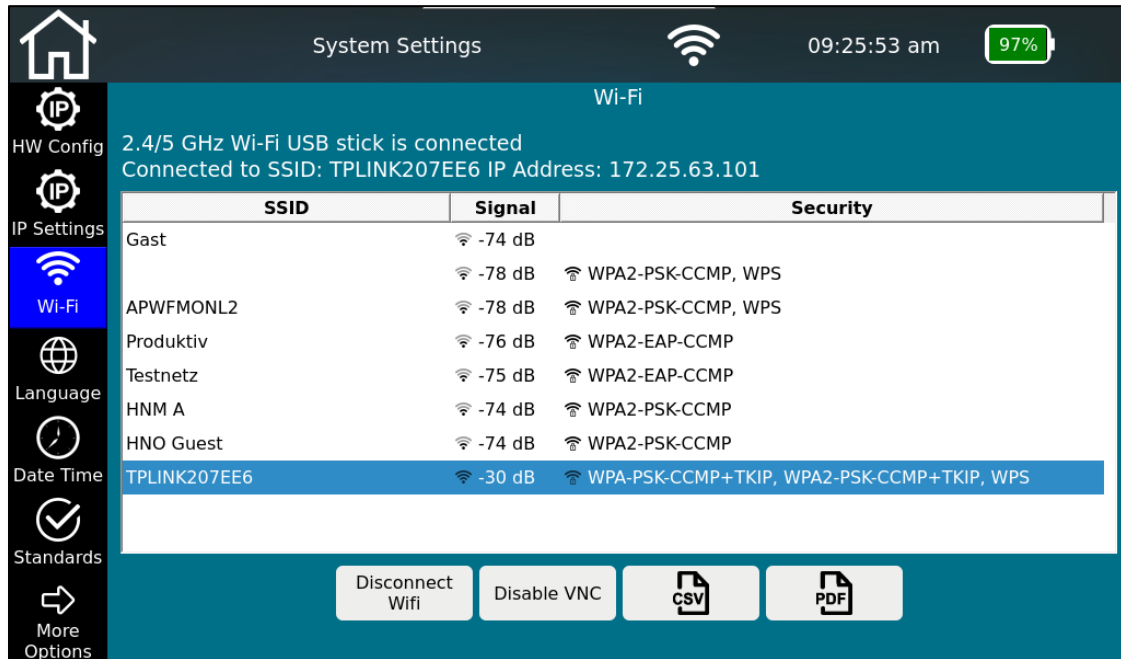 System Settings 09:25:53 am 97%
IP
HW Config
IP
IP Settings
Wi-Fi
Language
Date Time
Standards
More
Options
Wi-Fi
2.4/5 GHz Wi-Fi USB stick is connected
Connected to SSID: TPLINK207EE6 IP Address: 172.25.63.101
SSID Signal Security
Gast -74 dB
-78 dB WPA2-PSK-CCMP, WPS
APWFMONL2 -78 dB WPA2-PSK-CCMP, WPS
Produktiv -76 dB WPA2-EAP-CCMP
Testnetz -75 dB WPA2-EAP-CCMP
HNM A -74 dB WPA2-PSK-CCMP
HNO Guest -74 dB WPA2-PSK-CCMP
TPLINK207EE6 -30 dB WPA-PSK-CCMP+TKIP, WPA2-PSK-CCMP+TKIP, WPS
Disconnect
Wifi
Disable VNC
CSV
PDF